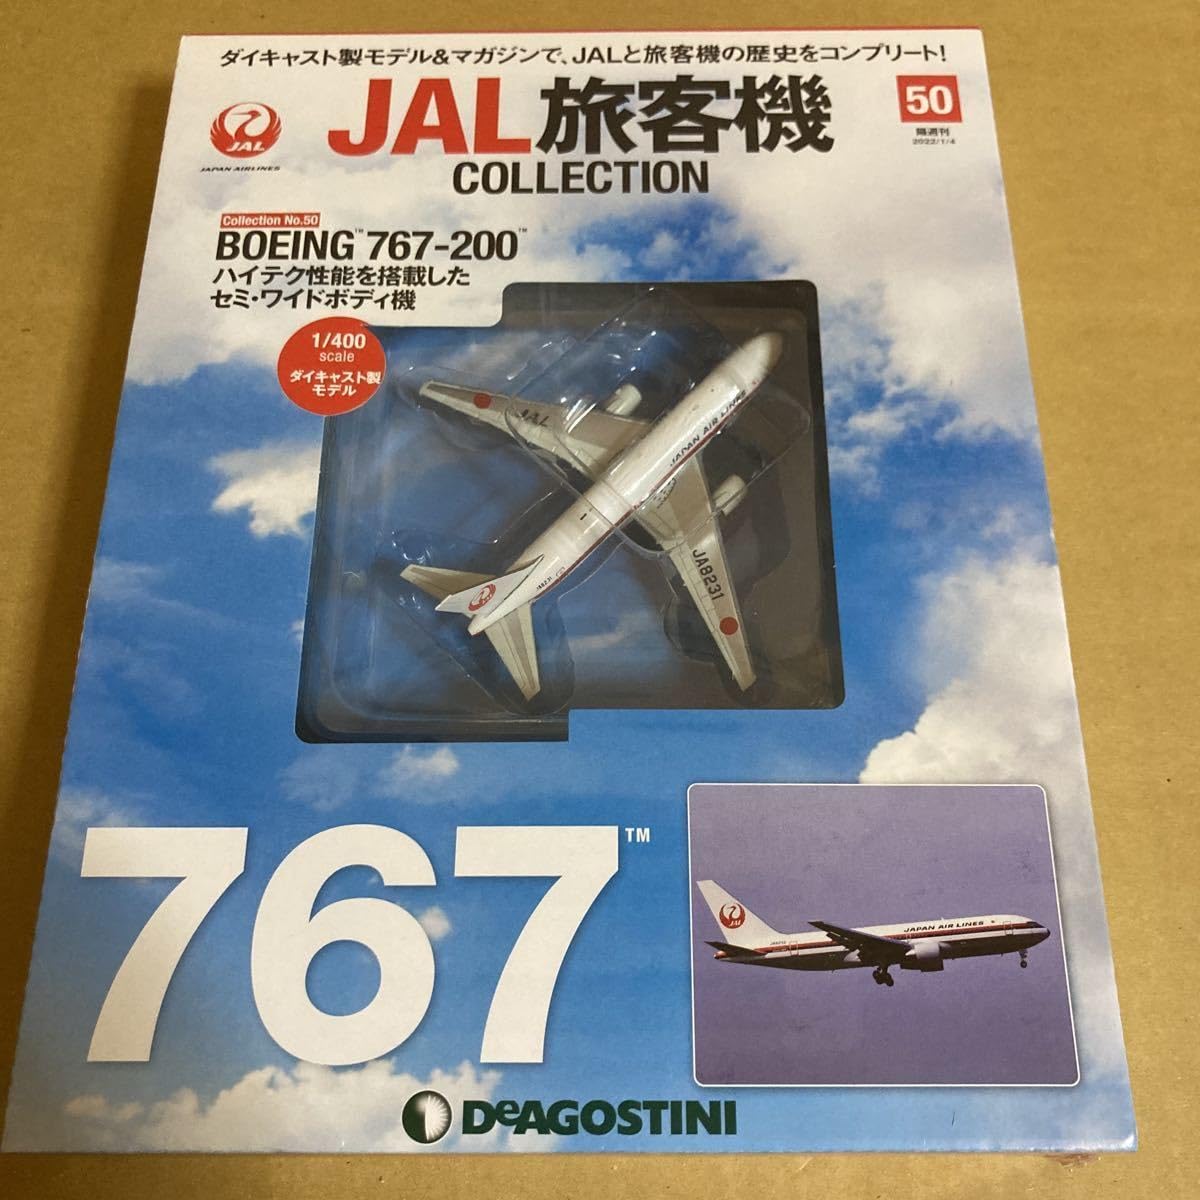 ダイキャスト製モデル&マガジンで、JALと旅客機の歴史をコンプリート!
JAL
JAPAN AIRLINES
JAL旅客機
COLLECTION
50
隔週刊
2022/1/4
Collection No.50
BOEING™ 767-200™
ハイテク性能を搭載した
セミ・ワイドボディ機
1/400
scale
ダイキャスト製
モデル
JAL
JAPAN AIR LINES
JA8231
JA8231
767™
JAL
JAPAN AIR LINES
DeAGOSTINI